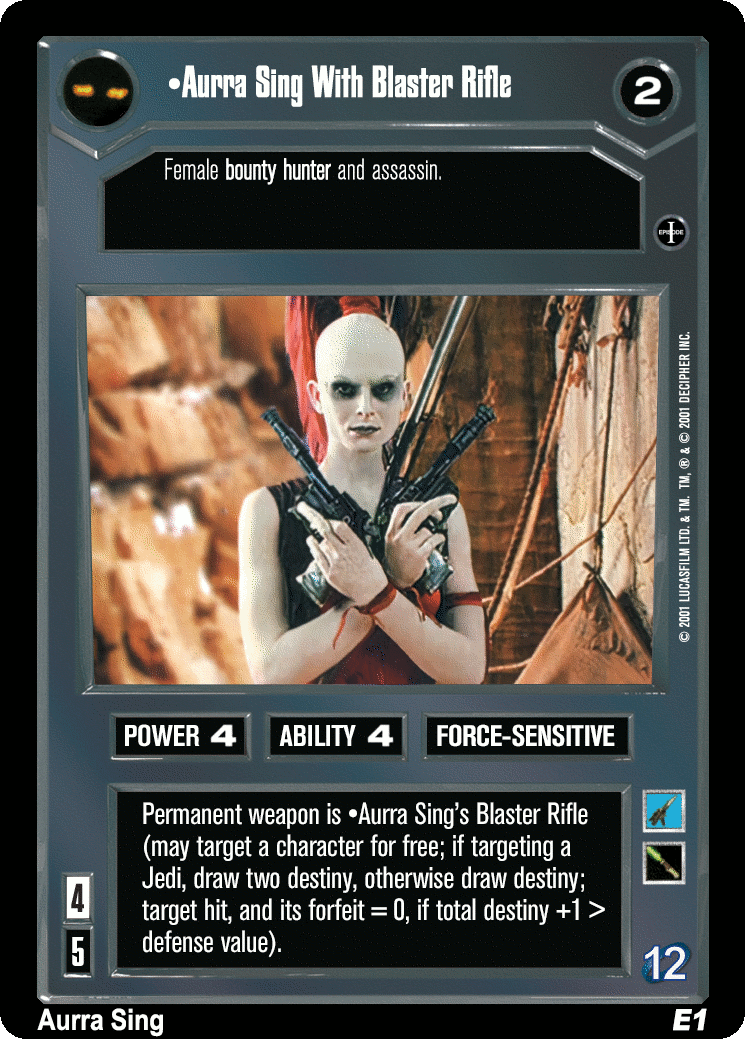 •Aurra Sing With Blaster Rifle
2
Female bounty hunter and assassin.
EPISODE
I
© 2001 LUCASFILM LTD. & TM. TM, ® & © 2001 DECIPHER INC.
POWER 4
ABILITY 4
FORCE-SENSITIVE
Permanent weapon is •Aurra Sing's Blaster Rifle
(may target a character for free; if targeting a
Jedi, draw two destiny, otherwise draw destiny;
target hit, and its forfeit = 0, if total destiny +1 >
defense value).
4
5
12
Aurra Sing
E1